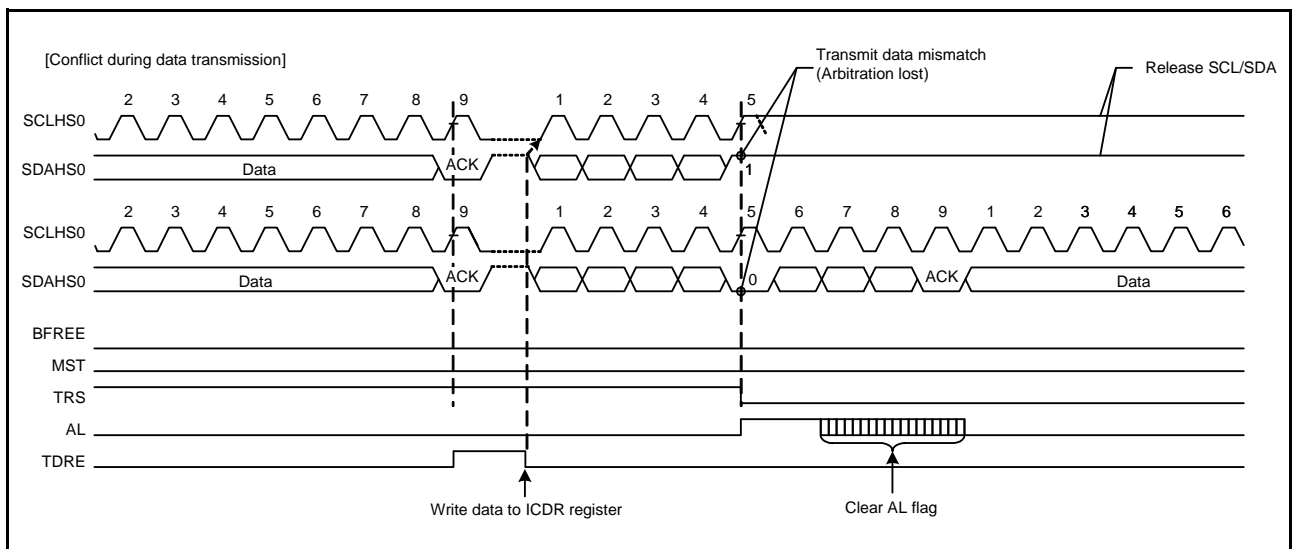 [Conflict during data transmission]
Transmit data mismatch
(Arbitration lost)
Release SCL/SDA
2 3 4 5 6 7 8 9 1 2 3 4 5
SCLHS0
SDAHS0 Data ACK 1
2 3 4 5 6 7 8 9 1 2 3 4 5 6 7 8 9 1 2 3 4 5 6
SCLHS0
SDAHS0 Data ACK 0 ACK Data
BFREE
MST
TRS
AL
TDRE
Write data to ICDR register
Clear AL flag